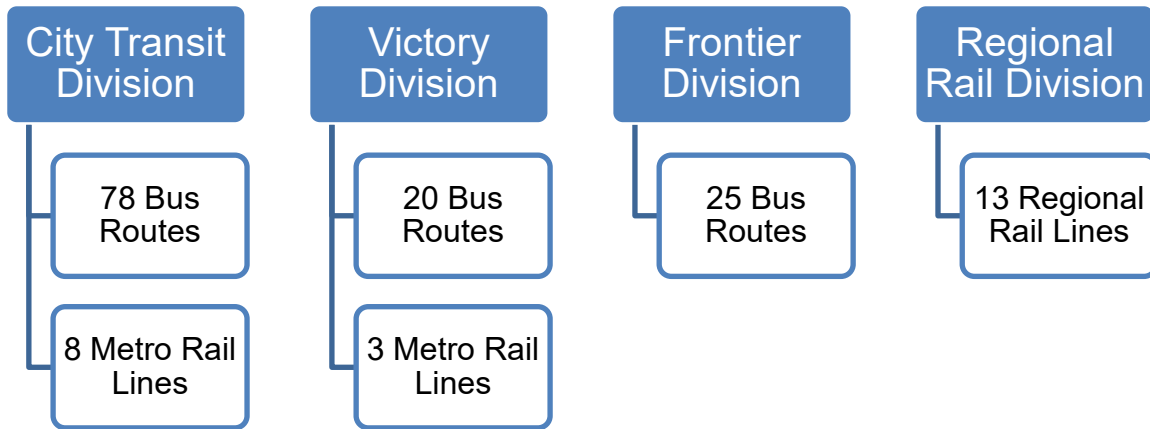 City Transit
Division
78 Bus
Routes
8 Metro Rail
Lines
Victory
Division
20 Bus
Routes
3 Metro Rail
Lines
Frontier
Division
25 Bus
Routes
Regional
Rail Division
13 Regional
Rail Lines